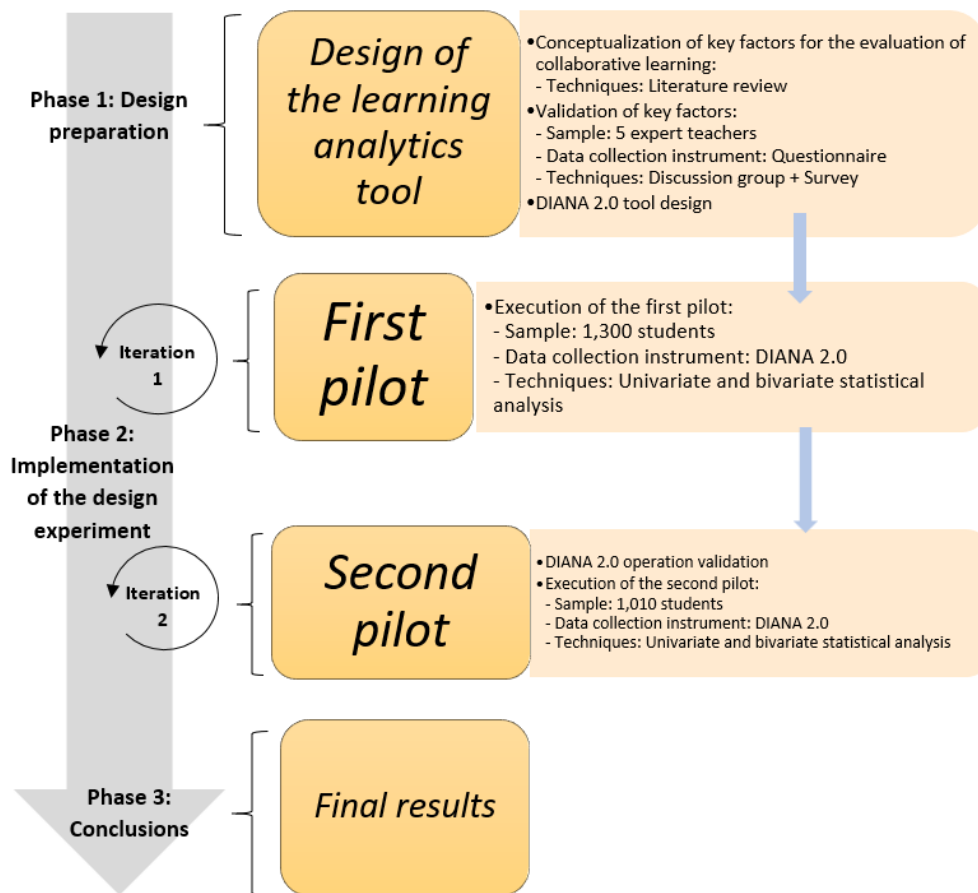 Phase 1: Design
preparation
Design of
the learning
analytics
tool
•Conceptualization of key factors for the evaluation of
collaborative learning:
- Techniques: Literature review
•Validation of key factors:
- Sample: 5 expert teachers
- Data collection instrument: Questionnaire
- Techniques: Discussion group + Survey
•DIANA 2.0 tool design
Phase 2:
Implementation
of the design
experiment
Iteration
1
First
pilot
•Execution of the first pilot:
- Sample: 1,300 students
- Data collection instrument: DIANA 2.0
- Techniques: Univariate and bivariate statistical
analysis
Iteration
2
Second
pilot
•DIANA 2.0 operation validation
•Execution of the second pilot:
- Sample: 1,010 students
- Data collection instrument: DIANA 2.0
- Techniques: Univariate and bivariate statistical analysis
Phase 3:
Conclusions
Final results